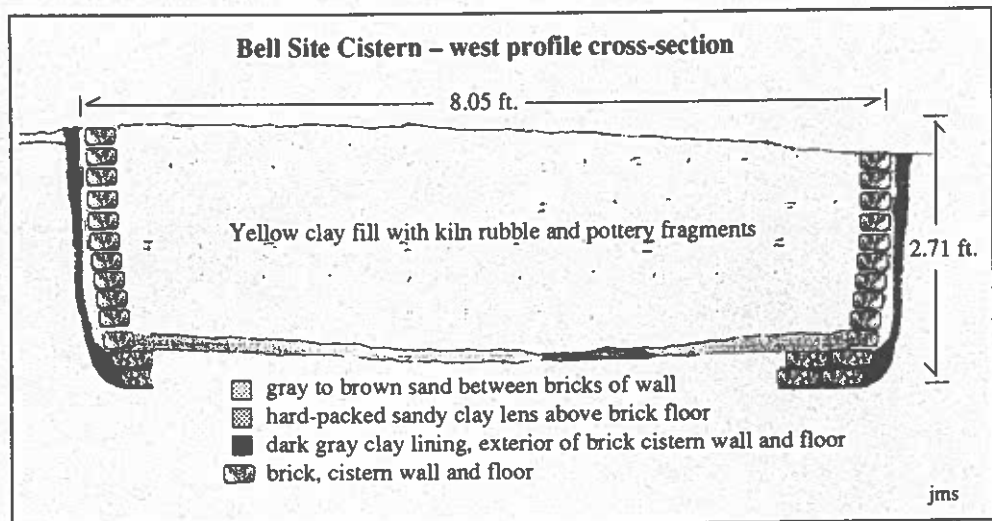 Bell Site Cistern – west profile cross-section
8.05 ft.
Yellow clay fill with kiln rubble and pottery fragments
2.71 ft.
gray to brown sand between bricks of wall
hard-packed sandy clay lens above brick floor
dark gray clay lining, exterior of brick cistern wall and floor
brick, cistern wall and floor
jms